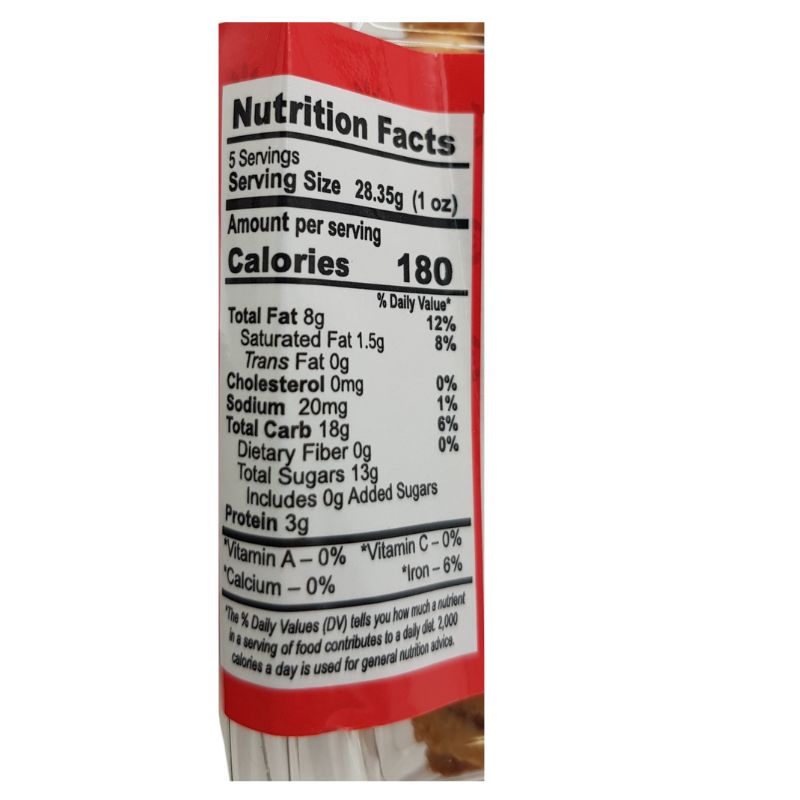 Nutrition Facts
5 Servings
Serving Size 28.35g (1 oz)
Amount per serving
Calories 180
% Daily Value*
Total Fat 8g 12%
Saturated Fat 1.5g 8%
Trans Fat 0g
Cholesterol 0mg 0%
Sodium 20mg 1%
Total Carb 18g 6%
Dietary Fiber 0g 0%
Total Sugars 13g
Includes 0g Added Sugars
Protein 3g
*Vitamin A – 0% *Vitamin C – 0%
*Calcium – 0% *Iron – 6%
*The % Daily Values (DV) tells you how much a nutrient
in a serving of food contributes to a daily diet. 2,000
calories a day is used for general nutrition advice.